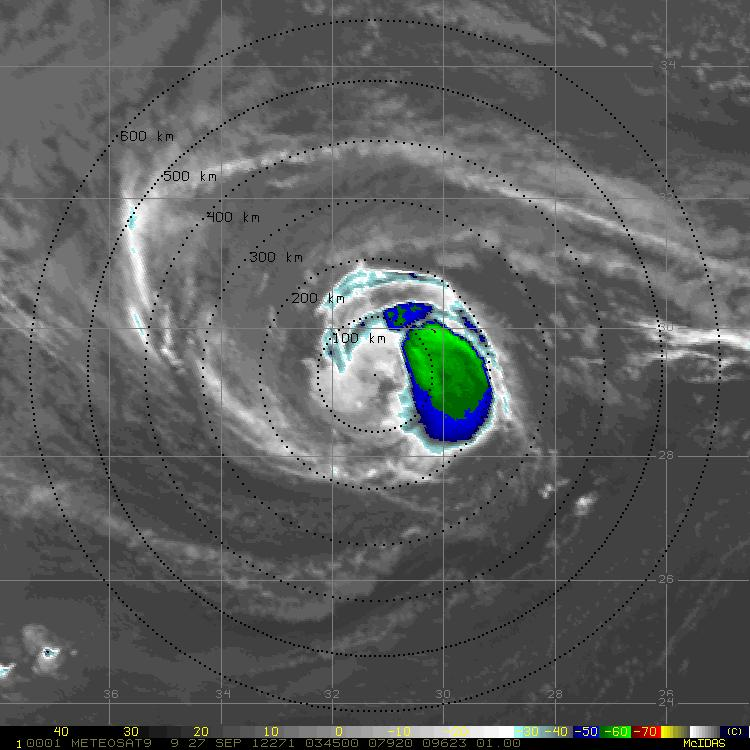 34
600 km
500 km
32
400 km
300 km
200 km
30
100 km
28
26
36 34 32 30 28 26 24
40 30 20 10 0 -10 -20 -30 -40 -50 -60 -70 (C)
1 0001 METEOSAT9 9 27 SEP 12271 034500 07920 09623 01.00 McIDAS